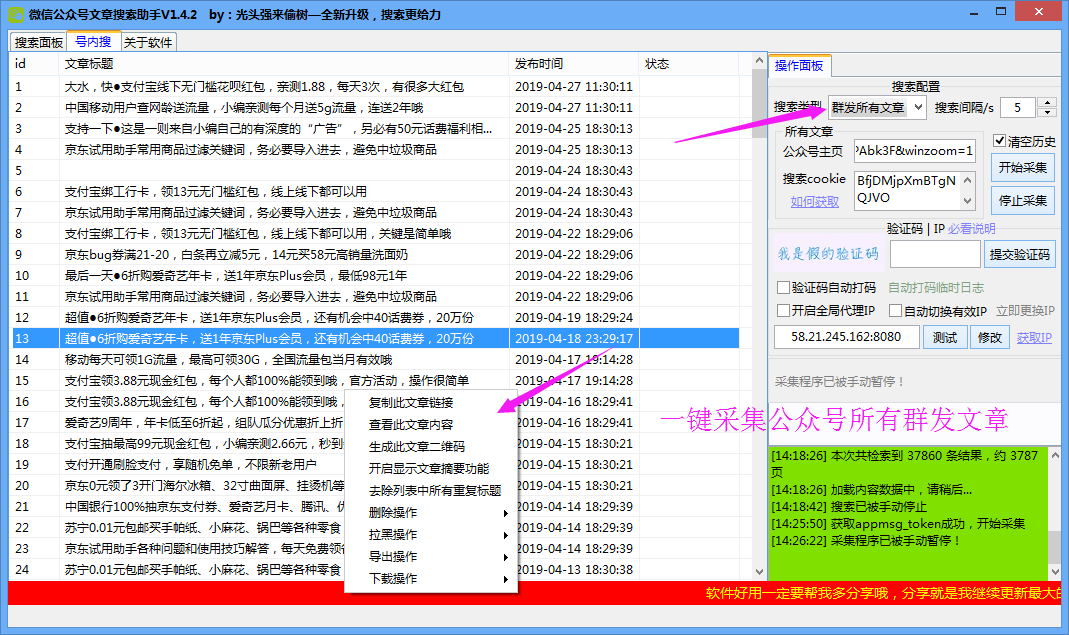 微信公众号文章搜索助手V1.4.2 by：光头强来偷树—全新升级，搜索更给力
搜索面板 号内搜 关于软件
id 文章标题 发布时间 状态
1 大水，快●支付宝线下无门槛花呗红包，亲测1.88，每天3次，有很多大红包 2019-04-27 11:30:11
2 中国移动用户查网龄送流量，小编亲测每个月送5g流量，连送2年哦 2019-04-27 11:30:11
3 支持一下●这是一则来自小编自己的有深度的“广告”，另必有50元话费福利相... 2019-04-25 18:30:13
4 京东试用助手常用商品过滤关键词，务必要导入进去，避免中垃圾商品 2019-04-25 18:30:13
5 2019-04-24 18:30:43
6 支付宝绑工行卡，领13元无门槛红包，线上线下都可以用 2019-04-24 18:30:43
7 京东试用助手常用商品过滤关键词，务必要导入进去，避免中垃圾商品 2019-04-24 18:30:43
8 支付宝绑工行卡，领13元无门槛红包，线上线下都可以用，关键是简单哦 2019-04-24 18:30:43
9 京东bug券满21-20，白条再立减5元，14元买58元高销量洗面奶 2019-04-22 18:29:06
10 最后一天●6折购爱奇艺年卡，送1年京东Plus会员，最低98元1年 2019-04-22 18:29:06
11 京东试用助手常用商品过滤关键词，务必要导入进去，避免中垃圾商品 2019-04-22 18:29:06
12 超值●6折购爱奇艺年卡，送1年京东Plus会员，还有机会中40话费券，20万份 2019-04-19 18:29:24
13 超值●6折购爱奇艺年卡，送1年京东Plus会员，还有机会中40话费券，20万份 2019-04-18 23:29:17
14 移动每天可领1G流量，最高可领30G，全国流量包当月有效哦 2019-04-17 19:14:28
15 支付宝领3.88元现金红包，每个人都100%能领到哦，官方活动，操作很简单 2019-04-17 19:14:28
16 支付宝领3.88元现金红包，每个人都100%能领到哦， 2019-04-16 18:29:41
17 爱奇艺9周年，年卡低至6折起，组队瓜分优惠折上折 2019-04-16 18:29:41
18 支付宝抽最高99元现金红包，小编亲测2.66元，秒到 2019-04-15 18:30:21
19 支付开通刷脸支付，享随机免单，不限新老用户 2019-04-15 18:30:21
20 京东0元领了3开门海尔冰箱、32寸曲面屏、挂烫机等 2019-04-15 18:30:21
21 中国银行100%抽京东支付券、爱奇艺月卡、腾讯、 2019-04-14 18:29:39
22 苏宁0.01元包邮买手帕纸、小麻花、锅巴等各种零食 2019-04-14 18:29:39
23 京东试用助手各种问题和使用技巧解答，每天免费领 2019-04-14 18:29:39
24 苏宁0.01元包邮买手帕纸、小麻花、锅巴等各种零食 2019-04-13 18:30:38
复制此文章链接
查看此文章内容
生成此文章二维码
开启显示文章摘要功能
去除列表中所有重复标题
删除操作
拉黑操作
导出操作
下载操作
操作面板
搜索配置
搜索类型 群发所有文章 搜索间隔/s 5
所有文章
清空历史
公众号主页 Abk3F&winzoom=1
开始采集
搜索cookie BfjDMjpXmBTgN
QJVO
如何获取
停止采集
验证码 | IP 必看说明
我是假的验证码 提交验证码
验证码自动打码 自动打码临时日志
开启全局代理IP 自动切换有效IP 立即更换IP
58.21.245.162:8080 测试 修改 获取IP
采集程序已被手动暂停！
一键采集公众号所有群发文章
[14:18:26] 本次共检索到 37860 条结果，约 3787
页
[14:18:26] 加载内容数据中，请稍后...
[14:18:42] 搜索已被手动停止
[14:25:50] 获取appmsg_token成功，开始采集
[14:26:22] 采集程序已被手动暂停！
软件好用一定要帮我多分享哦，分享就是我继续更新最大的